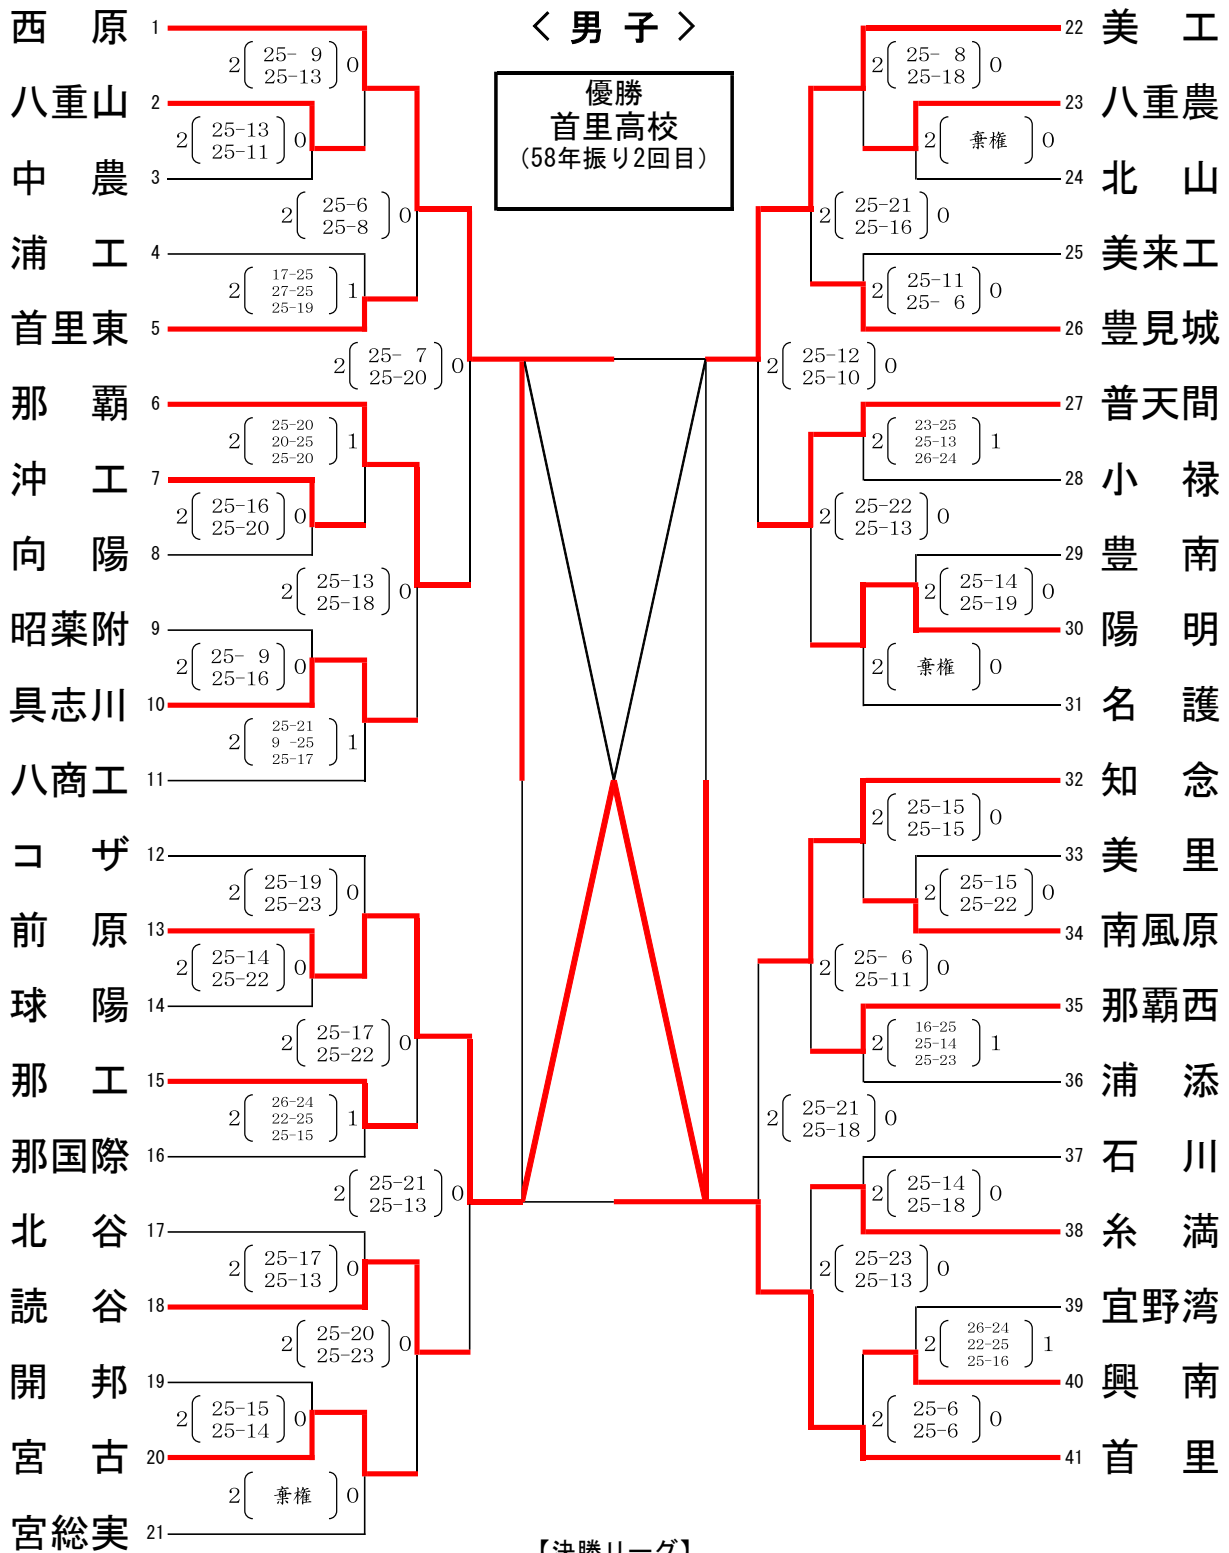 ＜ 男 子 ＞
優勝
首里高校
(58年振り2回目)
西 原 1
2 25- 9 0
25-13
八重山 2
2 25-13 0
25-11
中 農 3
2 25-6 0
25-8
浦 工 4
17-25
2 27-25 1
25-19
首里東 5
2 25- 7 0
25-20
那 覇 6
25-20
2 20-25 1
25-20
沖 工 7
2 25-16 0
25-20
向 陽 8
2 25-13 0
25-18
昭薬附 9
2 25- 9 0
25-16
具志川 10
25-21
2 9 -25 1
25-17
八商工 11
コ ザ 12
2 25-19 0
25-23
前 原 13
2 25-14 0
25-22
球 陽 14
2 25-17 0
25-22
那 工 15
26-24
2 22-25 1
25-15
那国際 16
2 25-21 0
25-13
北 谷 17
2 25-17 0
25-13
読 谷 18
2 25-20 0
25-23
開 邦 19
2 25-15 0
25-14
宮 古 20
2 棄権 0
宮総実 21
22 美 工
2 25- 8 0
25-18
23 八重農
2 棄権 0
24 北 山
2 25-21 0
25-16
25 美来工
2 25-11 0
25- 6
26 豊見城
2 25-12 0
25-10
27 普天間
23-25
2 25-13 1
26-24
28 小 禄
2 25-22 0
25-13
29 豊 南
2 25-14 0
25-19
30 陽 明
2 棄権 0
31 名 護
32 知 念
2 25-15 0
25-15
33 美 里
2 25-15 0
25-22
34 南風原
2 25- 6 0
25-11
35 那覇西
16-25
2 25-14 1
25-23
36 浦 添
2 25-21 0
25-18
37 石 川
2 25-14 0
25-18
38 糸 満
2 25-23 0
25-13
39 宜野湾
26-24
2 22-25 1
25-16
40 興 南
2 25-6 0
25-6
41 首 里
【決勝リーグ】